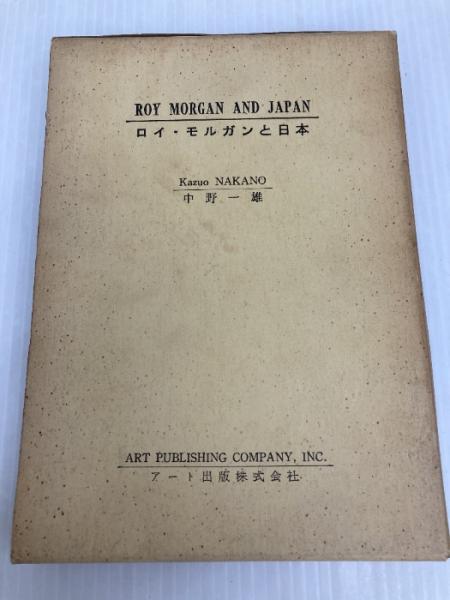 ROY MORGAN AND JAPAN
ロイ・モルガンと日本
Kazuo NAKANO
中野一雄
ART PUBLISHING COMPANY, INC.
アート出版株式会社